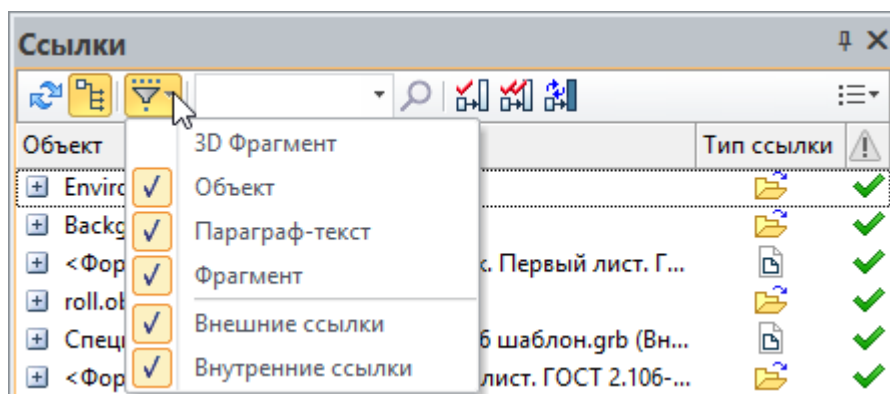 Ссылки
Объект Тип ссылки
3D Фрагмент
Объект
Параграф-текст
Фрагмент
Внешние ссылки
Внутренние ссылки
Enviro
Backg
<Фор к. Первый лист. Г...
roll.ob
Специ б шаблон.grb (Вн...
<Фор лист. ГОСТ 2.106-...